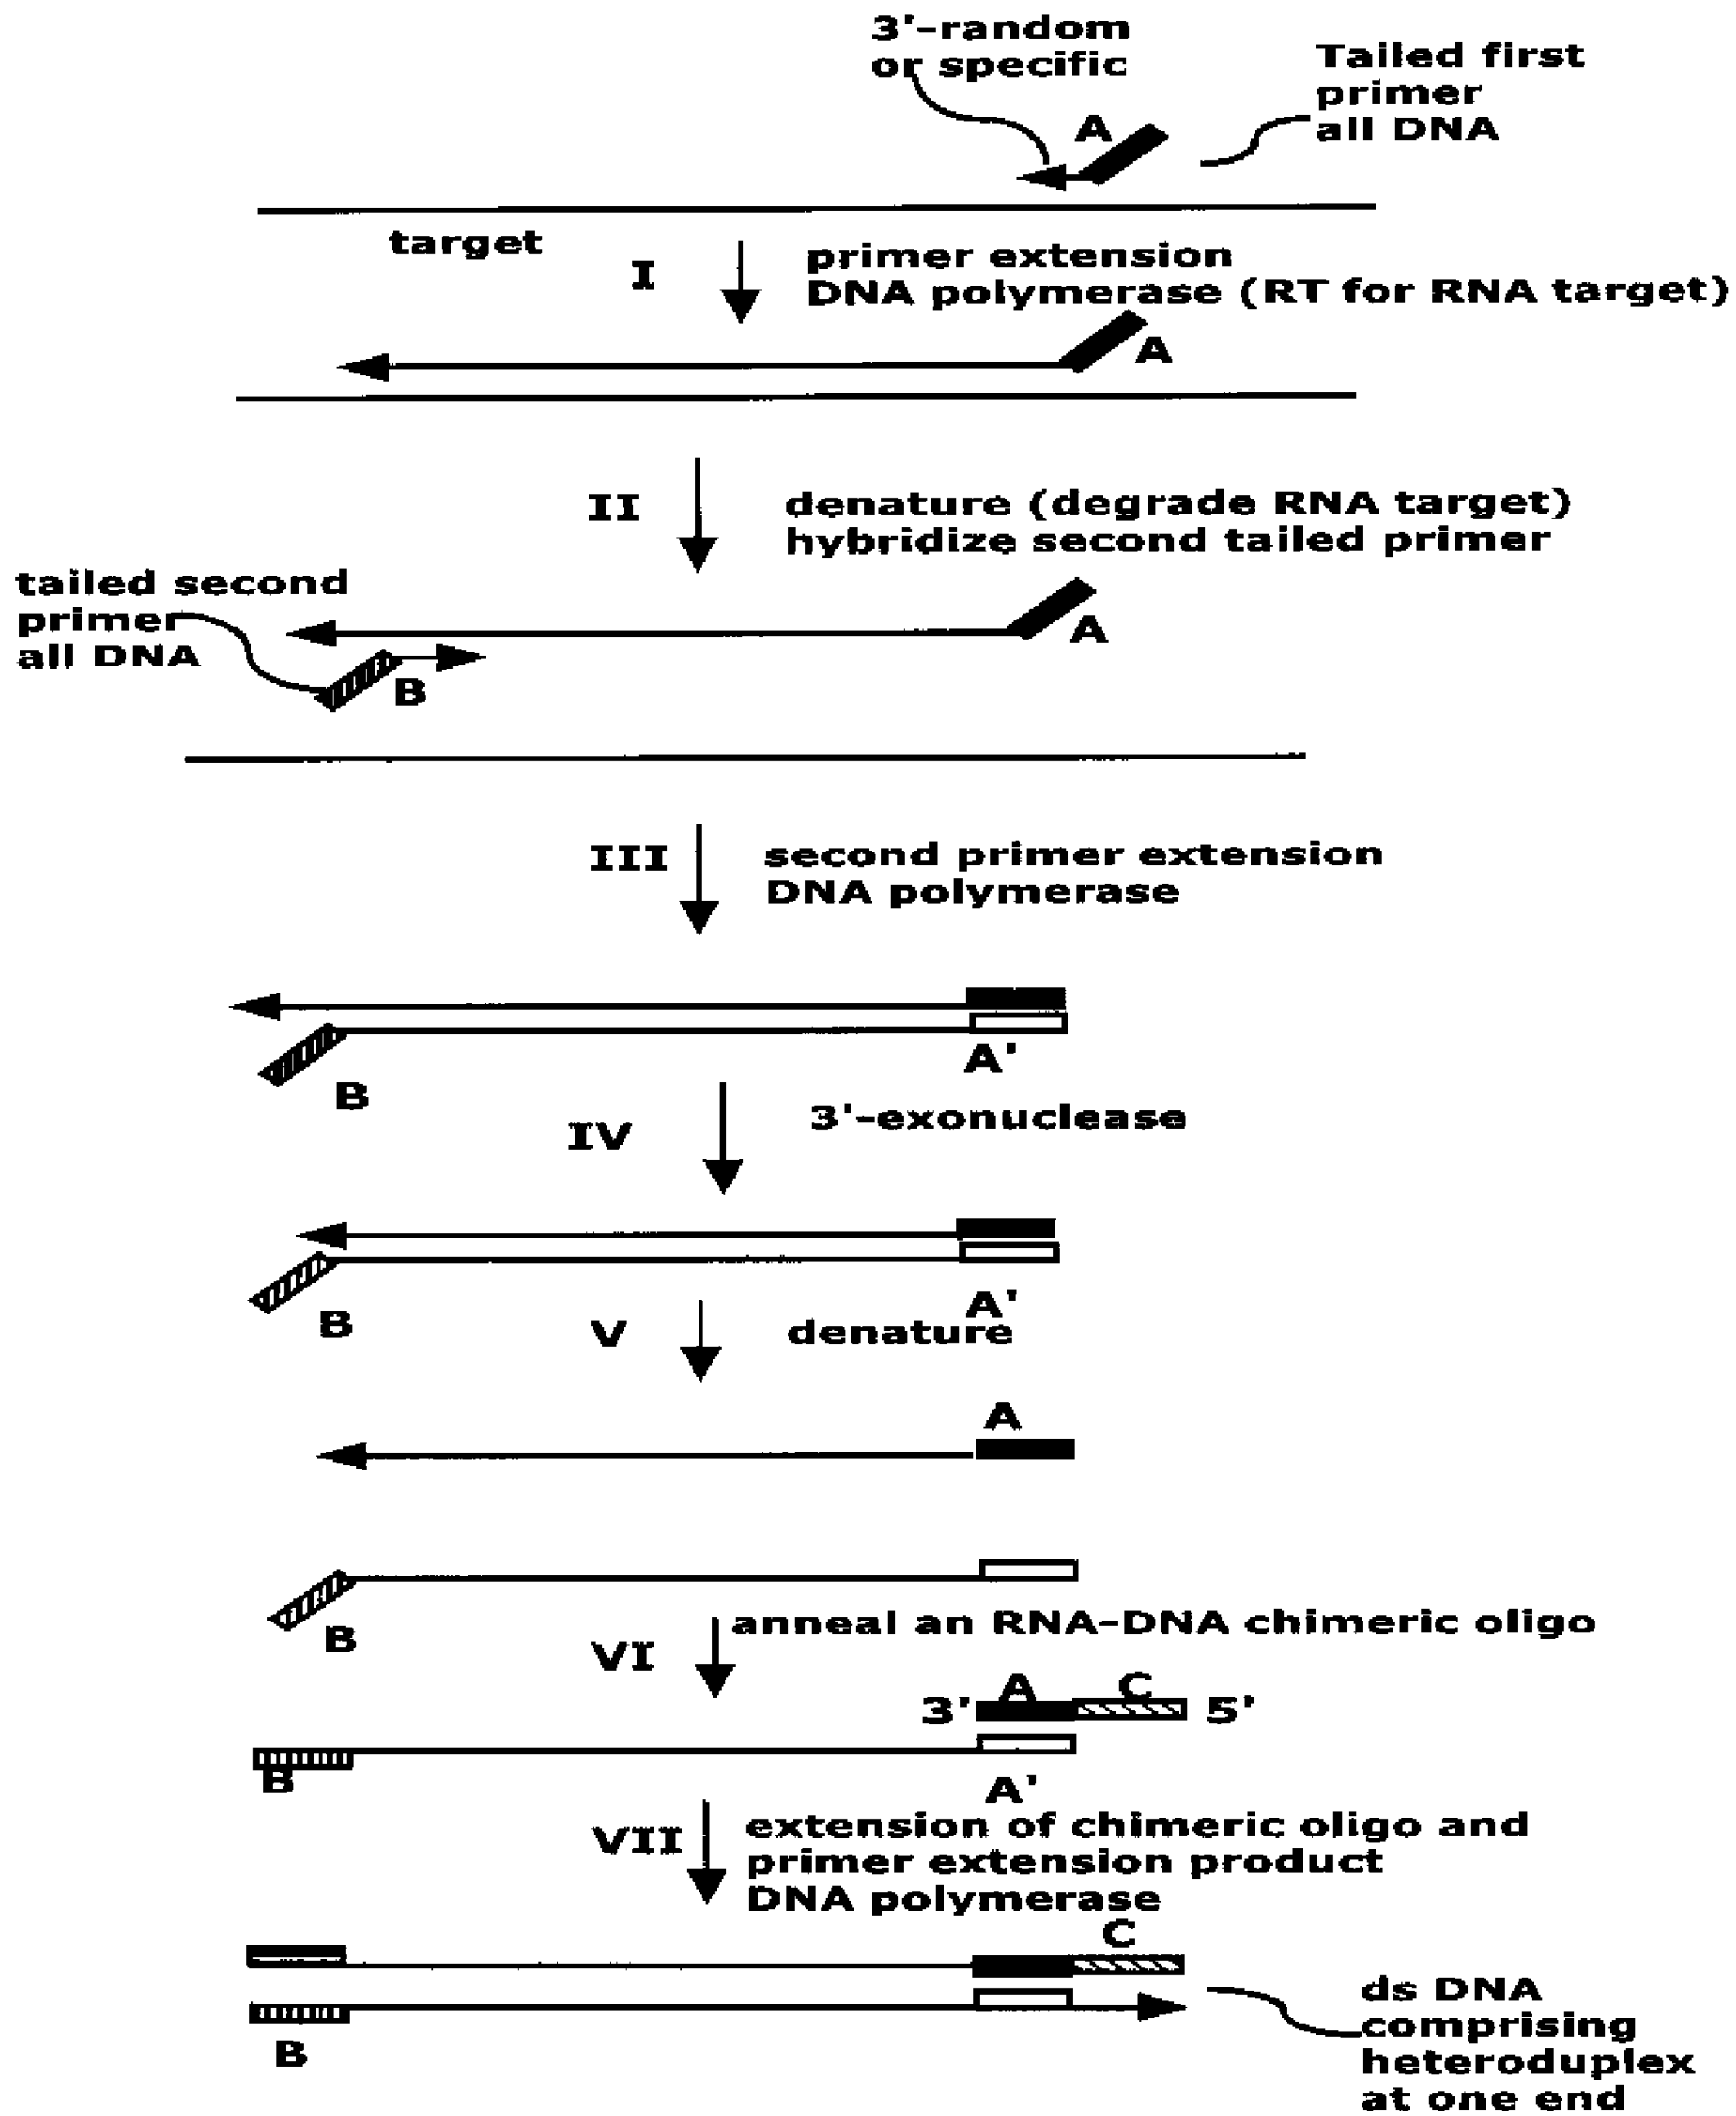 3'-random
or specific
Tailed first
primer
all DNA
A
target
I
primer extension
DNA polymerase (RT for RNA target)
A
II
denature (degrade RNA target)
hybridize second tailed primer
tailed second
primer
all DNA
A
B
III
second primer extension
DNA polymerase
A'
B
IV
3'-exonuclease
A'
B
V
denature
A
B
VI
anneal an RNA-DNA chimeric oligo
3' A C 5'
B
A'
VII
extension of chimeric oligo and
primer extension product
DNA polymerase
C
B
ds DNA
comprising
heteroduplex
at one end